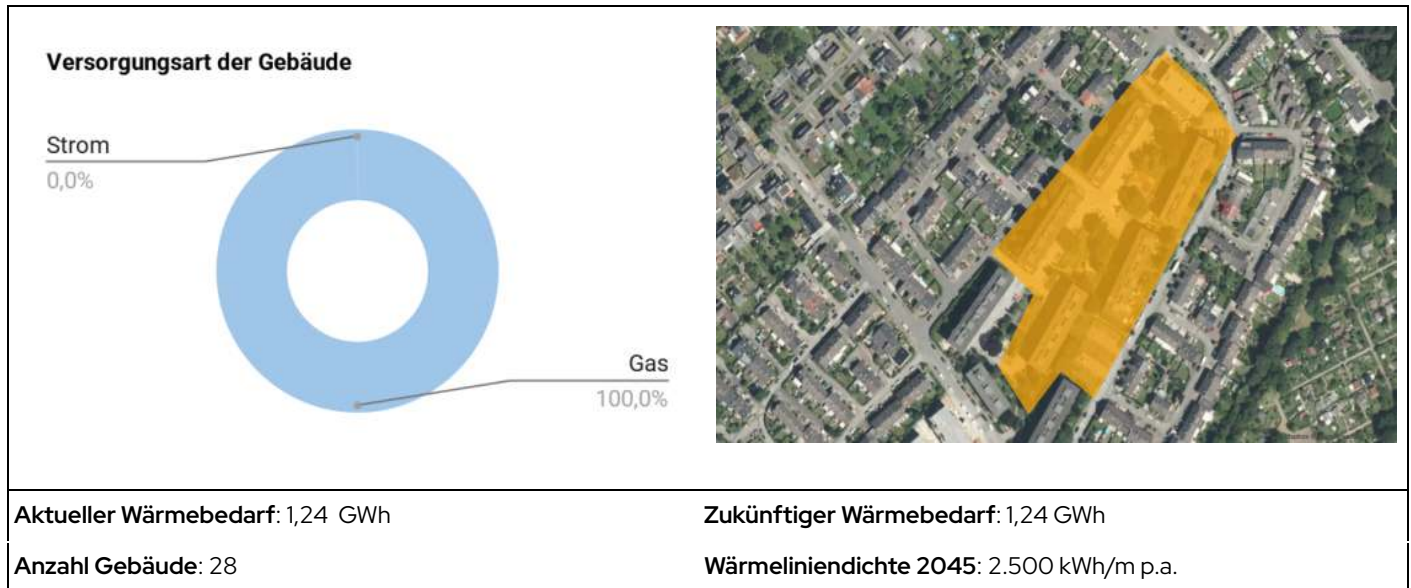 Versorgungsart der Gebäude
Strom
0,0%
Gas
100,0%
Aktueller Wärmebedarf: 1,24 GWh
Zukünftiger Wärmebedarf: 1,24 GWh
Anzahl Gebäude: 28
Wärmeliniendichte 2045: 2.500 kWh/m p.a.